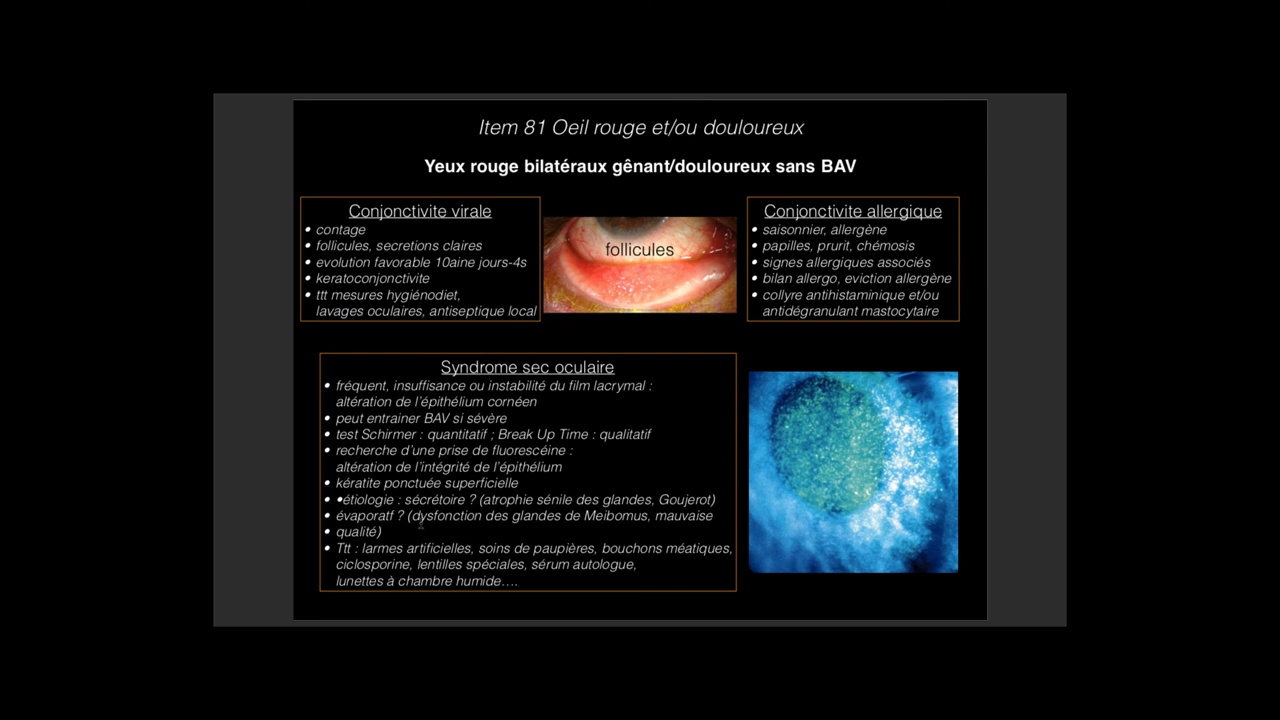 Item 81 Oeil rouge et/ou douloureux
Yeux rouge bilatéraux gênant/douloureux sans BAV
Conjonctivite virale
• contage
• follicules, secretions claires
• evolution favorable 10aine jours-4s
• keratoconjonctivite
• ttt mesures hygiénodiet,
lavages oculaires, antiseptique local
follicules
Conjonctivite allergique
• saisonnier, allergène
• papilles, prurit, chémosis
• signes allergiques associés
• bilan allergo, eviction allergène
• collyre antihistaminique et/ou
antidégranulant mastocytaire
Syndrome sec oculaire
• fréquent, insuffisance ou instabilité du film lacrymal :
altération de l'épithélium cornéen
• peut entrainer BAV si sévère
• test Schirmer : quantitatif ; Break Up Time : qualitatif
• recherche d'une prise de fluorescéine :
altération de l'intégrité de l'épithélium
• kératite ponctuée superficielle
• •étiologie : sécrétoire ? (atrophie sénile des glandes, Goujerot)
• évaporatf ? (dysfonction des glandes de Meibomus, mauvaise
• qualité)
• Ttt : larmes artificielles, soins de paupières, bouchons méatiques,
ciclosporine, lentilles spéciales, sérum autologue,
lunettes à chambre humide….